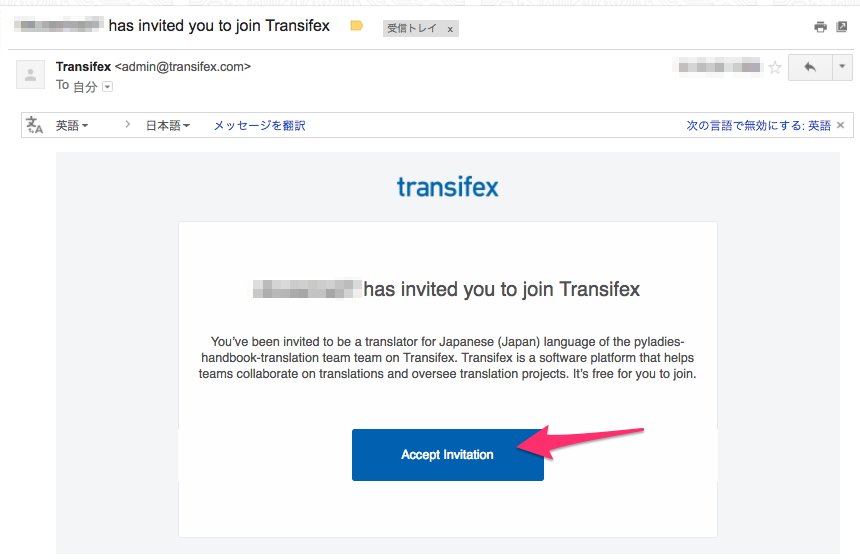 has invited you to join Transifex 受信トレイ x
Transifex <admin@transifex.com>
To 自分
英語 > 日本語 メッセージを翻訳 次の言語で無効にする: 英語 ×
transifex
has invited you to join Transifex
You've been invited to be a translator for Japanese (Japan) language of the pyladies-
handbook-translation team team on Transifex. Transifex is a software platform that helps
teams collaborate on translations and oversee translation projects. It's free for you to join.
Accept Invitation